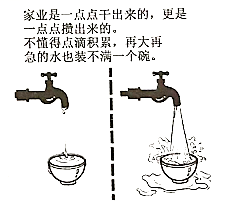 家业是一点点干出来的，更是
一点点攒出来的。
不懂得点滴积累，再大再
急的水也装不满一个碗。